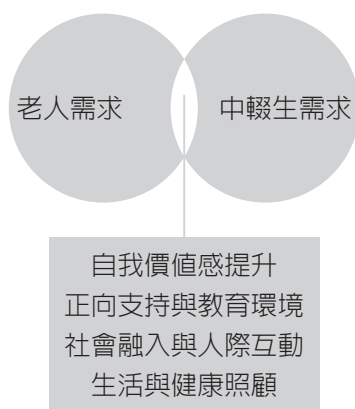 老人需求
中輟生需求
自我價值感提升
正向支持與教育環境
社會融入與人際互動
生活與健康照顧